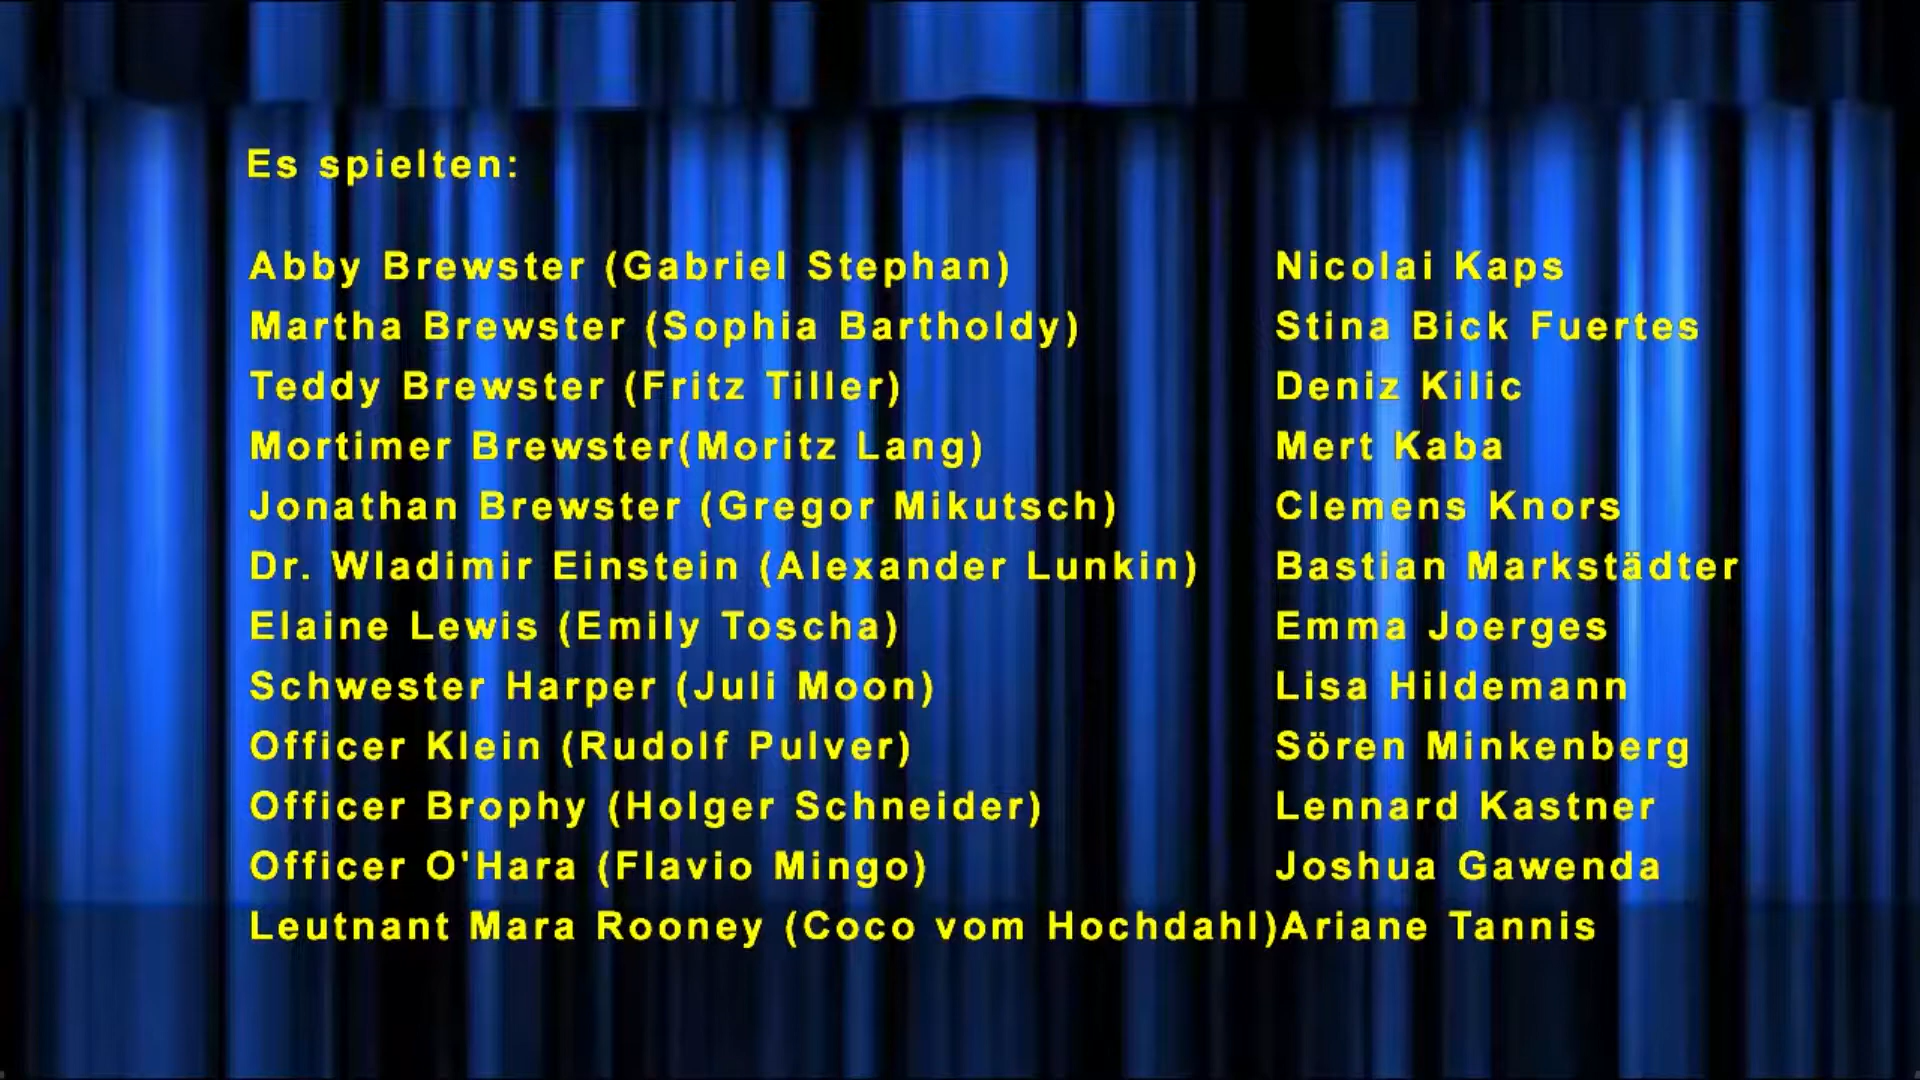 Es spielten:
Abby Brewster (Gabriel Stephan) Nicolai Kaps
Martha Brewster (Sophia Bartholdy) Stina Bick Fuertes
Teddy Brewster (Fritz Tiller) Deniz Kilic
Mortimer Brewster(Moritz Lang) Mert Kaba
Jonathan Brewster (Gregor Mikutsch) Clemens Knors
Dr. Wladimir Einstein (Alexander Lunkin) Bastian Markstädter
Elaine Lewis (Emily Toscha) Emma Joerges
Schwester Harper (Juli Moon) Lisa Hildemann
Officer Klein (Rudolf Pulver) Sören Minkenberg
Officer Brophy (Holger Schneider) Lennard Kastner
Officer O'Hara (Flavio Mingo) Joshua Gawenda
Leutnant Mara Rooney (Coco vom Hochdahl)Ariane Tannis